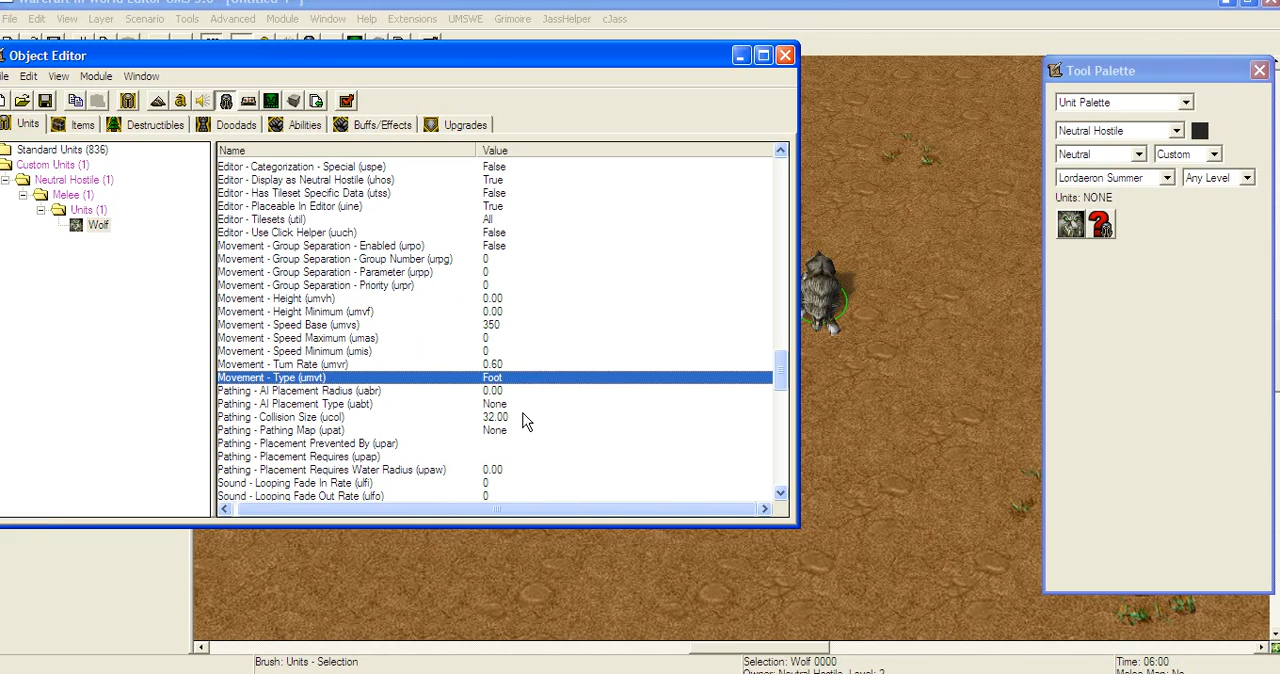 File Edit View Layer Scenario Tools Advanced Module Window Help Extensions UMSWE Grimoire JassHelper cJass
Object Editor
Edit View Module Window
Units Items Destructibles Doodads Abilities Buffs/Effects Upgrades
Standard Units (836)
Custom Units (1)
Neutral Hostile (1)
Melee (1)
Units (1)
Wolf
Name Value
Editor - Categorization - Special (uspe) False
Editor - Display as Neutral Hostile (uhos) True
Editor - Has Tileset Specific Data (utss) False
Editor - Placeable In Editor (uine) True
Editor - Tilesets (util) All
Editor - Use Click Helper (uuch) False
Movement - Group Separation - Enabled (urpo) False
Movement - Group Separation - Group Number (urpg) 0
Movement - Group Separation - Parameter (urpp) 0
Movement - Group Separation - Priority (urpr) 0
Movement - Height (umvh) 0.00
Movement - Height Minimum (umvf) 0.00
Movement - Speed Base (umvs) 350
Movement - Speed Maximum (umas) 0
Movement - Speed Minimum (umis) 0
Movement - Turn Rate (umvr) 0.60
Movement - Type (umvt) Foot
Pathing - AI Placement Radius (uabr) 0.00
Pathing - AI Placement Type (uabt) None
Pathing - Collision Size (ucol) 32.00
Pathing - Pathing Map (upat) None
Pathing - Placement Prevented By (upar)
Pathing - Placement Requires (upap)
Pathing - Placement Requires Water Radius (upaw) 0.00
Sound - Looping Fade In Rate (ulfi) 0
Sound - Looping Fade Out Rate (ulfo) 0
Tool Palette
Unit Palette
Neutral Hostile
Neutral Custom
Lordaeron Summer Any Level
Units: NONE
Brush: Units - Selection
Selection: Wolf 0000
Owner: Neutral Hostile, Level: 2
Time: 06:00
Melee Map: No